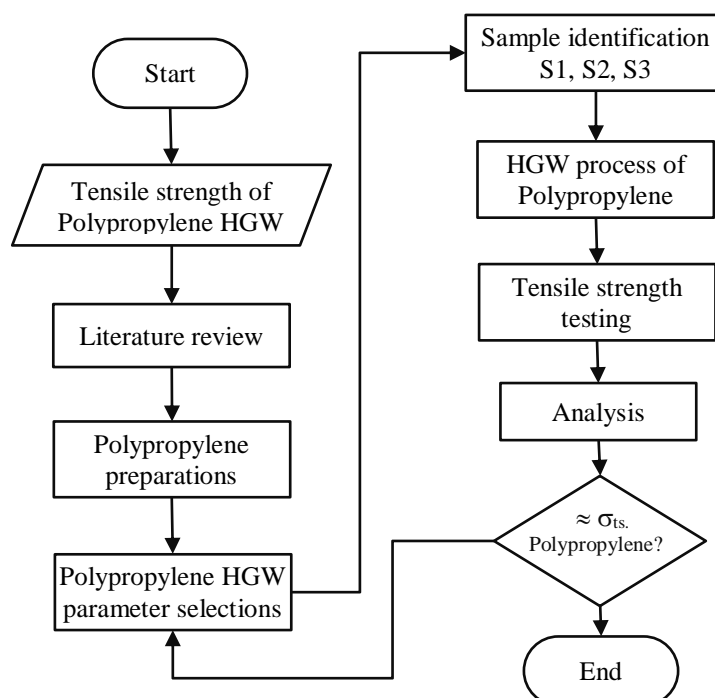 Start
Tensile strength of
Polypropylene HGW
Literature review
Polypropylene
preparations
Polypropylene HGW
parameter selections
Sample identification
S1, S2, S3
HGW process of
Polypropylene
Tensile strength
testing
Analysis
≈ σts.
Polypropylene?
End